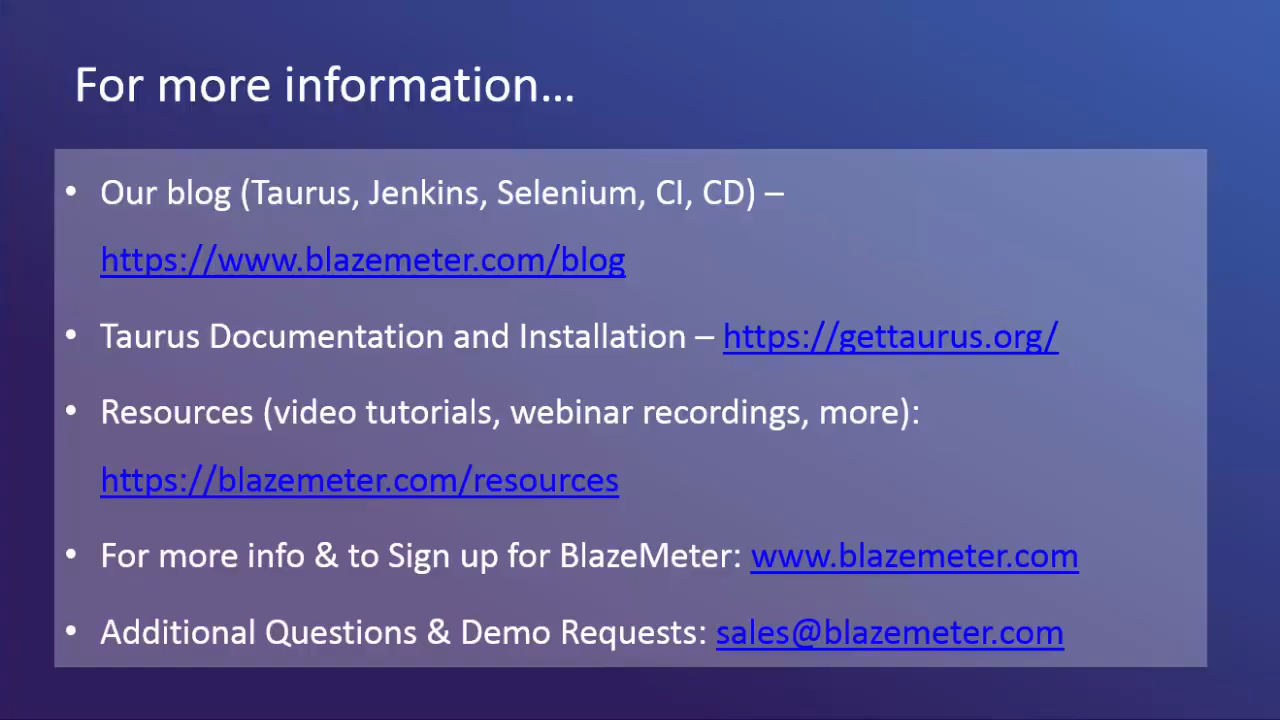 For more information...
• Our blog (Taurus, Jenkins, Selenium, CI, CD) –
https://www.blazemeter.com/blog
• Taurus Documentation and Installation – https://gettaurus.org/
• Resources (video tutorials, webinar recordings, more):
https://blazemeter.com/resources
• For more info & to Sign up for BlazeMeter: www.blazemeter.com
• Additional Questions & Demo Requests: sales@blazemeter.com